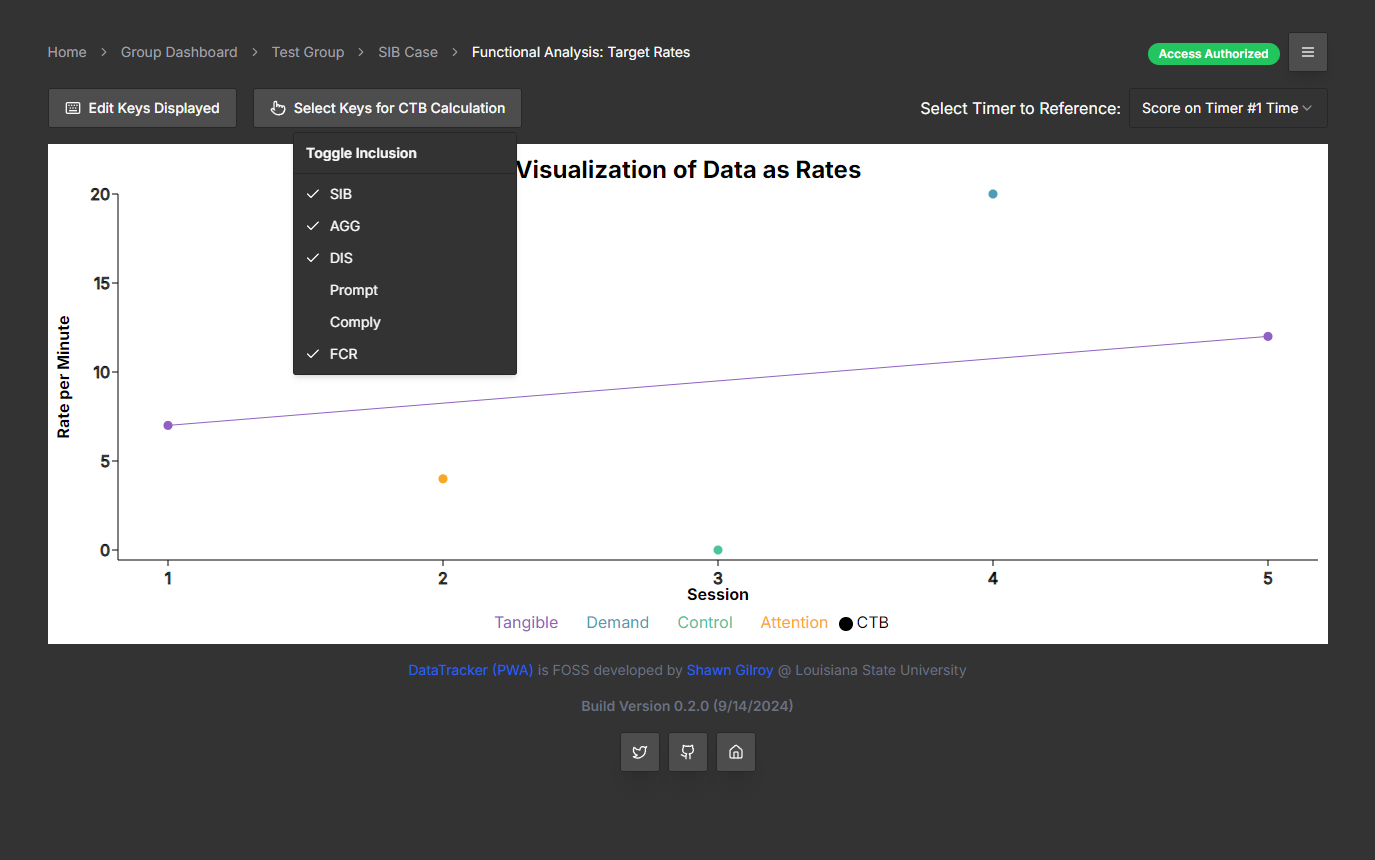 Home > Group Dashboard > Test Group > SIB Case > Functional Analysis: Target Rates
Access Authorized
Edit Keys Displayed
Select Keys for CTB Calculation
Select Timer to Reference:
Score on Timer #1 Time
Toggle Inclusion
SIB
AGG
DIS
Prompt
Comply
FCR
Visualization of Data as Rates
Rate per Minute
20
15
10
5
0
1 2 3 4 5
Session
Tangible Demand Control Attention CTB
DataTracker (PWA) is FOSS developed by Shawn Gilroy @ Louisiana State University
Build Version 0.2.0 (9/14/2024)